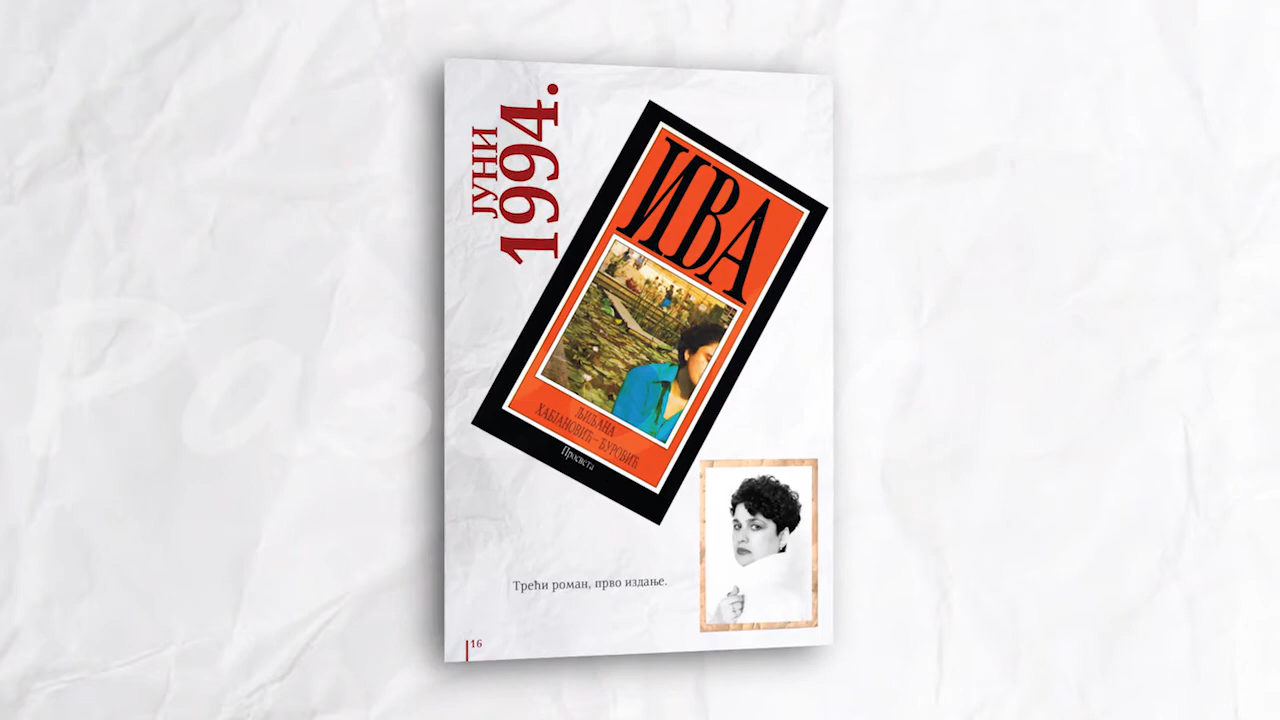 ЈУНИ
1994.
ИВА
ЉИЉАНА
ХАБЈАНОВИЋ–ЂУРОВИЋ
Просвета
Трећи роман, прво издање.
16